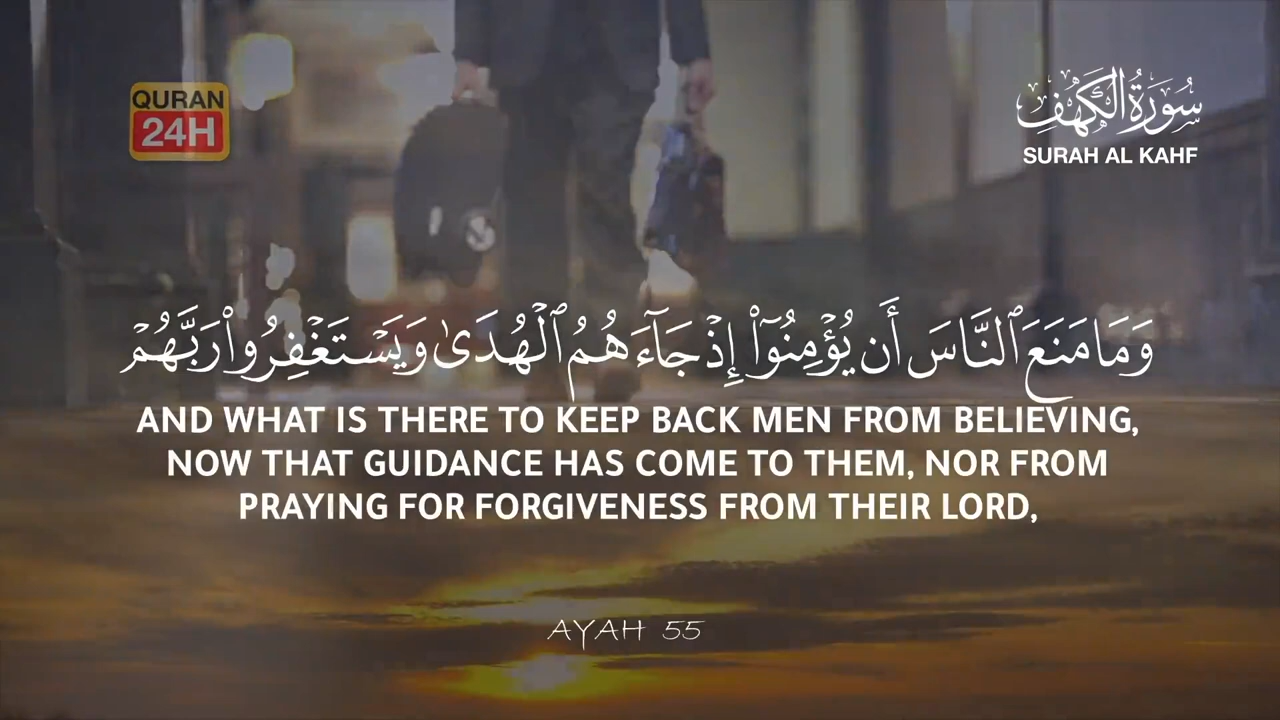 QURAN
24H
سُورَةُ الْكَهْفِ
SURAH AL KAHF
وَمَا مَنَعَ ٱلنَّاسَ أَن يُؤْمِنُوٓا۟ إِذْ جَآءَهُمُ ٱلْهُدَىٰ وَيَسْتَغْفِرُوا۟ رَبَّهُمْ
AND WHAT IS THERE TO KEEP BACK MEN FROM BELIEVING,
NOW THAT GUIDANCE HAS COME TO THEM, NOR FROM
PRAYING FOR FORGIVENESS FROM THEIR LORD,
AYAH 55